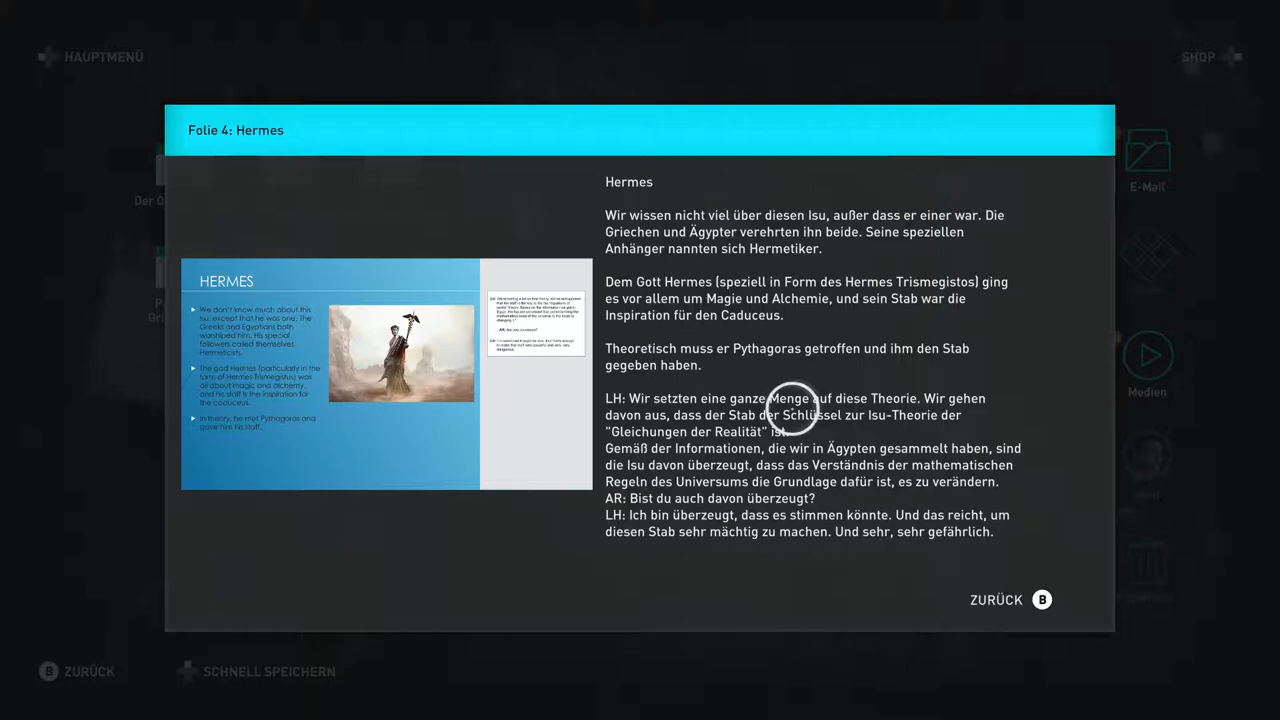 HAUPTMENÜ
SHOP
Folie 4: Hermes
E-Mail
Der O
Medien
Hermes
Wir wissen nicht viel über diesen Isu, außer dass er einer war. Die
Griechen und Ägypter verehrten ihn beide. Seine speziellen
Anhänger nannten sich Hermetiker.
Dem Gott Hermes (speziell in Form des Hermes Trismegistos) ging
es vor allem um Magie und Alchemie, und sein Stab war die
Inspiration für den Caduceus.
Theoretisch muss er Pythagoras getroffen und ihm den Stab
gegeben haben.
LH: Wir setzten eine ganze Menge auf diese Theorie. Wir gehen
davon aus, dass der Stab der Schlüssel zur Isu-Theorie der
"Gleichungen der Realität" ist.
Gemäß der Informationen, die wir in Ägypten gesammelt haben, sind
die Isu davon überzeugt, dass das Verständnis der mathematischen
Regeln des Universums die Grundlage dafür ist, es zu verändern.
AR: Bist du auch davon überzeugt?
LH: Ich bin überzeugt, dass es stimmen könnte. Und das reicht, um
diesen Stab sehr mächtig zu machen. Und sehr, sehr gefährlich.
HERMES
We don't know much about this
Isu, except that he was one. The
Greeks and Egyptians both
worshiped him. His special
followers called themselves
Hermeticists.
The god Hermes (particularly in the
form of Hermes Trismegistus) was
all about magic and alchemy,
and his staff is the inspiration for
the caduceus.
In theory, he met Pythagoras and
gave him his staff.
AR: Are you convinced?
ZURÜCK B
B ZURÜCK
SCHNELL SPEICHERN